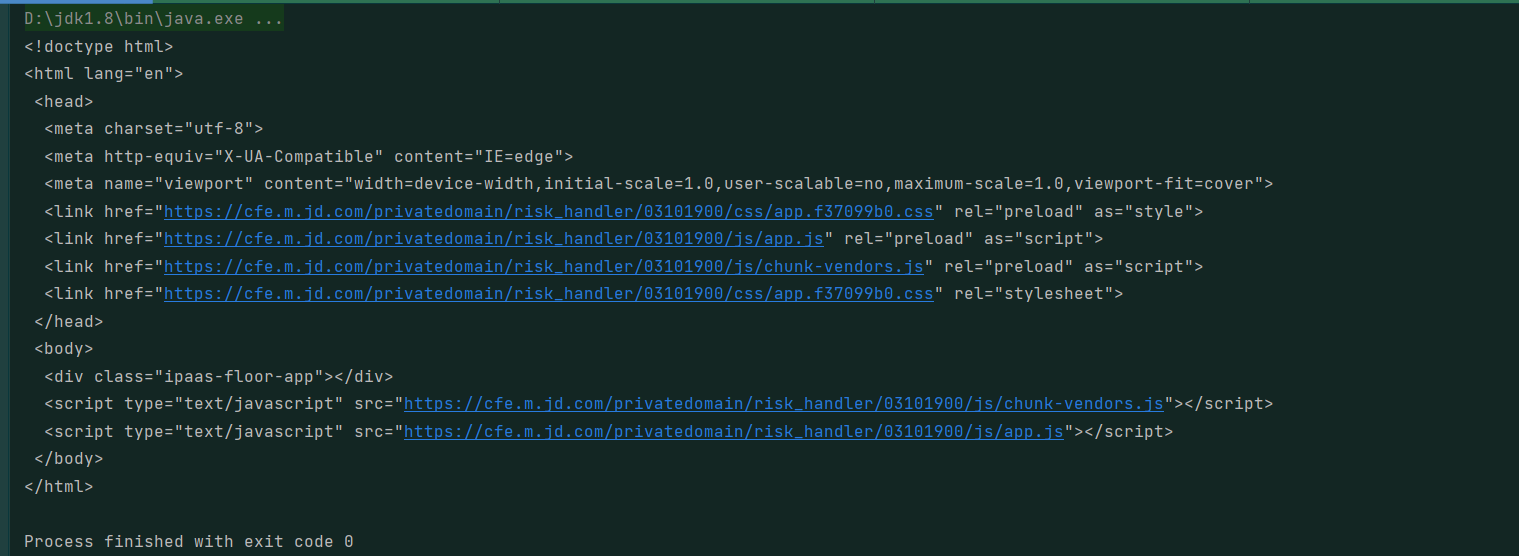 D:\jdk1.8\bin\java.exe ...
<!doctype html>
<html lang="en">
 <head>
  <meta charset="utf-8">
  <meta http-equiv="X-UA-Compatible" content="IE=edge">
  <meta name="viewport" content="width=device-width,initial-scale=1.0,user-scalable=no,maximum-scale=1.0,viewport-fit=cover">
  <link href="https://cfe.m.jd.com/privatedomain/risk_handler/03101900/css/app.f37099b0.css" rel="preload" as="style">
  <link href="https://cfe.m.jd.com/privatedomain/risk_handler/03101900/js/app.js" rel="preload" as="script">
  <link href="https://cfe.m.jd.com/privatedomain/risk_handler/03101900/js/chunk-vendors.js" rel="preload" as="script">
  <link href="https://cfe.m.jd.com/privatedomain/risk_handler/03101900/css/app.f37099b0.css" rel="stylesheet">
 </head>
 <body>
  <div class="ipaas-floor-app"></div>
  <script type="text/javascript" src="https://cfe.m.jd.com/privatedomain/risk_handler/03101900/js/chunk-vendors.js"></script>
  <script type="text/javascript" src="https://cfe.m.jd.com/privatedomain/risk_handler/03101900/js/app.js"></script>
 </body>
</html>

Process finished with exit code 0